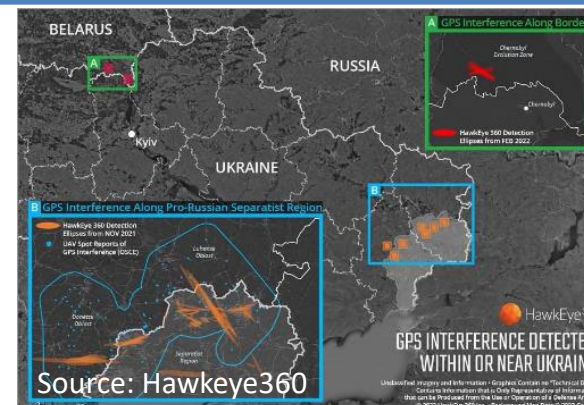 BELARUS
A GPS Interference Along Borde
Chernobyl
Exclusion Zone
A
RUSSIA
Chernobyl
HawkEye 360 Detection
Ellipses from FEB 2022
Kyiv
UKRAINE
B
B GPS Interference Along Pro-Russian Separatist Region
HawkEye 360 Detection
Ellipses from NOV 2021
UAV Spot Reports of
GPS Interference (OSCE)
Luhansk
Oblast
Donetsk
Oblast
Separatist
Region
HawkEye
GPS INTERFERENCE DETECTE
WITHIN OR NEAR UKRAIN
Source: Hawkeye360